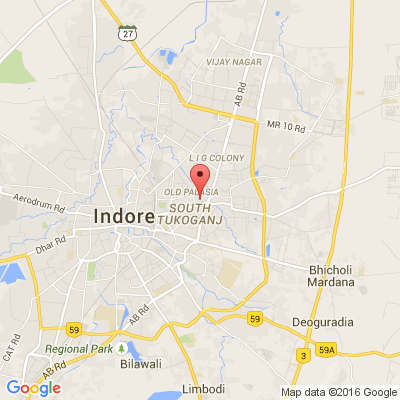 27
VIJAY NAGAR
AB Rd
MR 10 Rd
L I G COLONY
OLD PALASIA
Aerodrum Rd
SOUTH
TUKOGANJ
Indore
Dhar Rd
Bhicholi
Mardana
AB Rd
59
59
Deoguradia
CAT Rd
Regional Park
3
59A
AB Rd
Bilawali
Limbodi
Google
Map data ©2016 Google